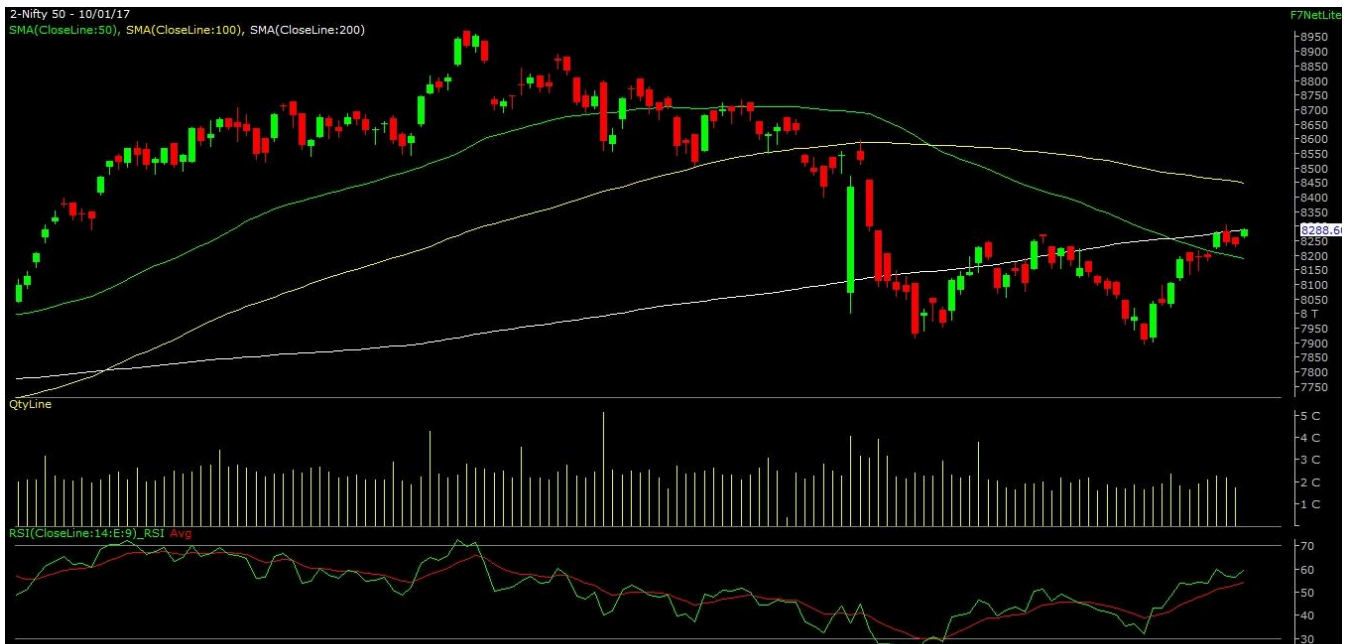 2-Nifty 50 - 10/01/17
F7NetLite
SMA(CloseLine:50), SMA(CloseLine:100), SMA(CloseLine:200)
8950
8900
8850
8800
8750
8700
8650
8600
8550
8500
8450
8400
8350
8288.60
8250
8200
8150
8100
8050
8 T
7950
7900
7850
7800
7750
QtyLine
5 C
4 C
3 C
2 C
1 C
RSI(CloseLine:14:E:9)_RSI Avg
70
60
50
40
30